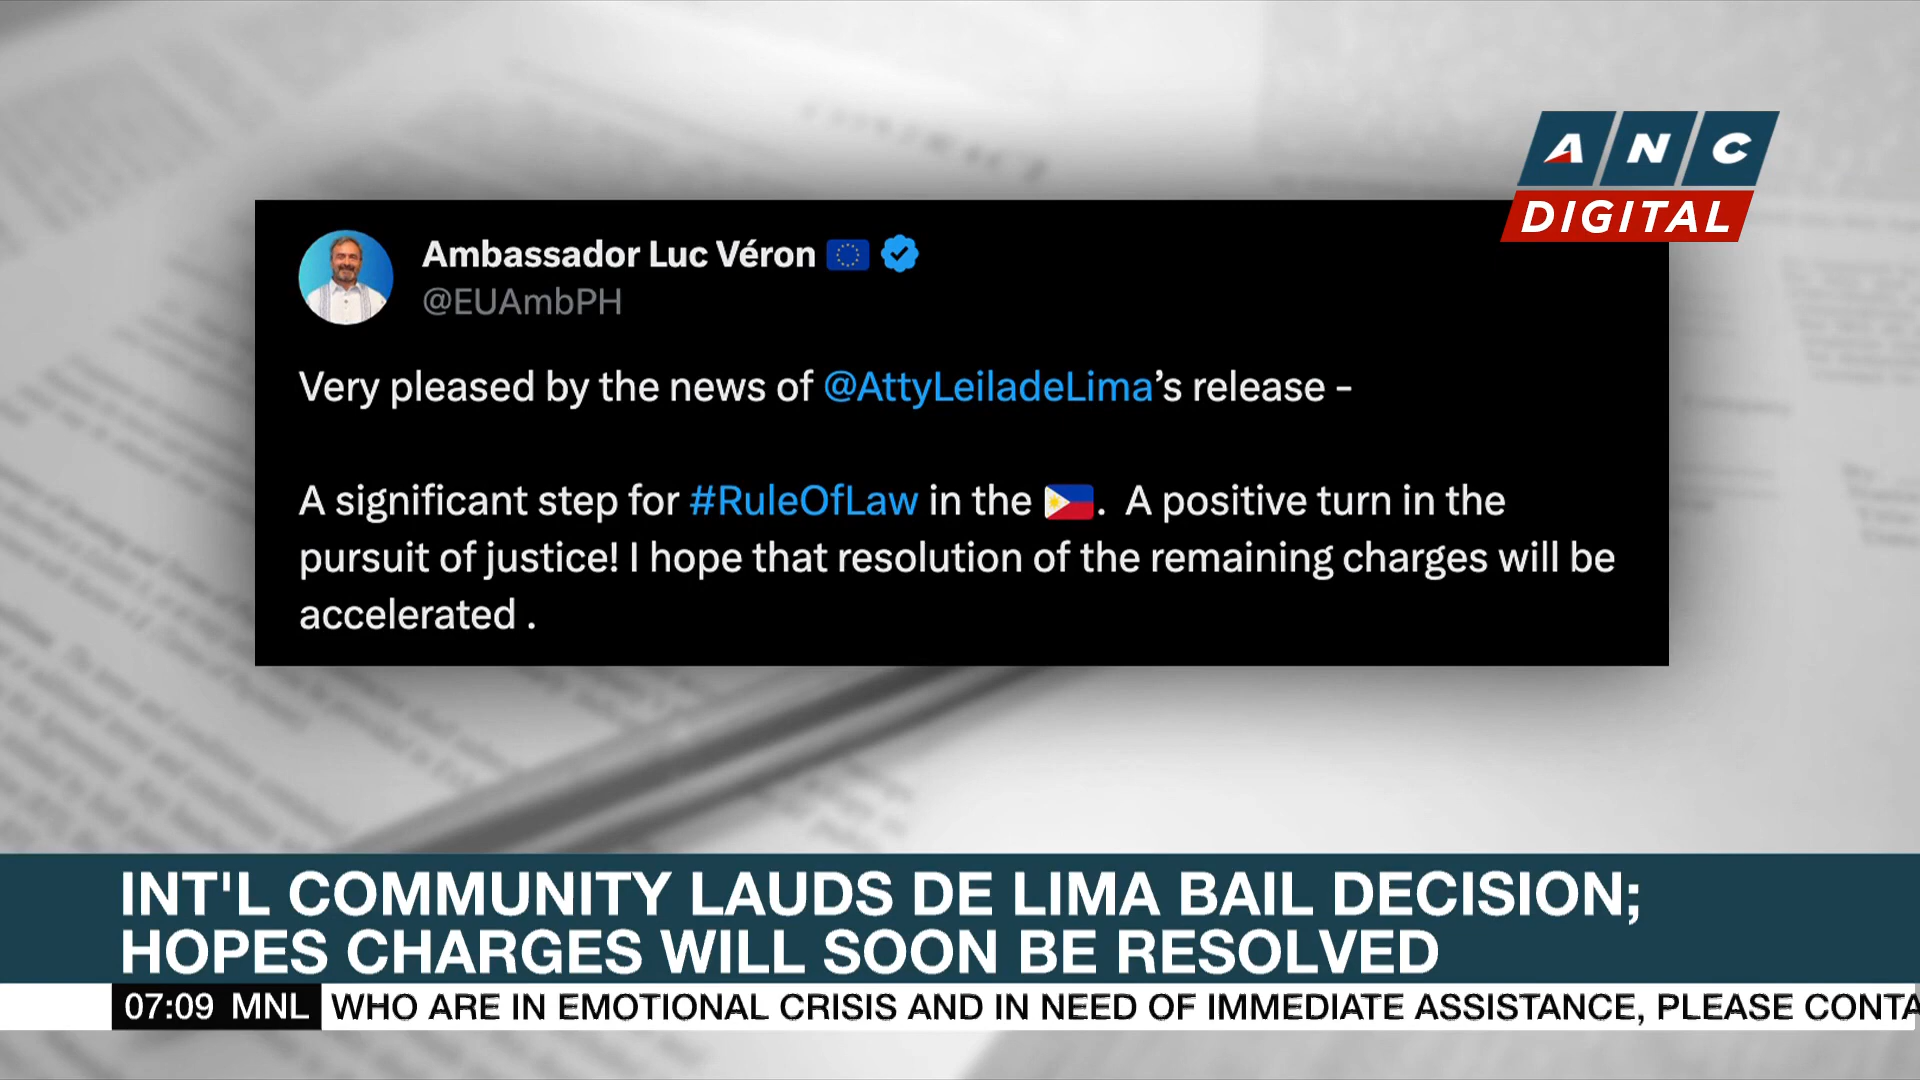 ANC
DIGITAL
Ambassador Luc Véron 🇪🇺
@EUAmbPH
Very pleased by the news of @AttyLeiladeLima’s release –
A significant step for #RuleOfLaw in the 🇵🇭.  A positive turn in the
pursuit of justice! I hope that resolution of the remaining charges will be
accelerated .
INT'L COMMUNITY LAUDS DE LIMA BAIL DECISION;
HOPES CHARGES WILL SOON BE RESOLVED
07:09 MNL WHO ARE IN EMOTIONAL CRISIS AND IN NEED OF IMMEDIATE ASSISTANCE, PLEASE CONTA